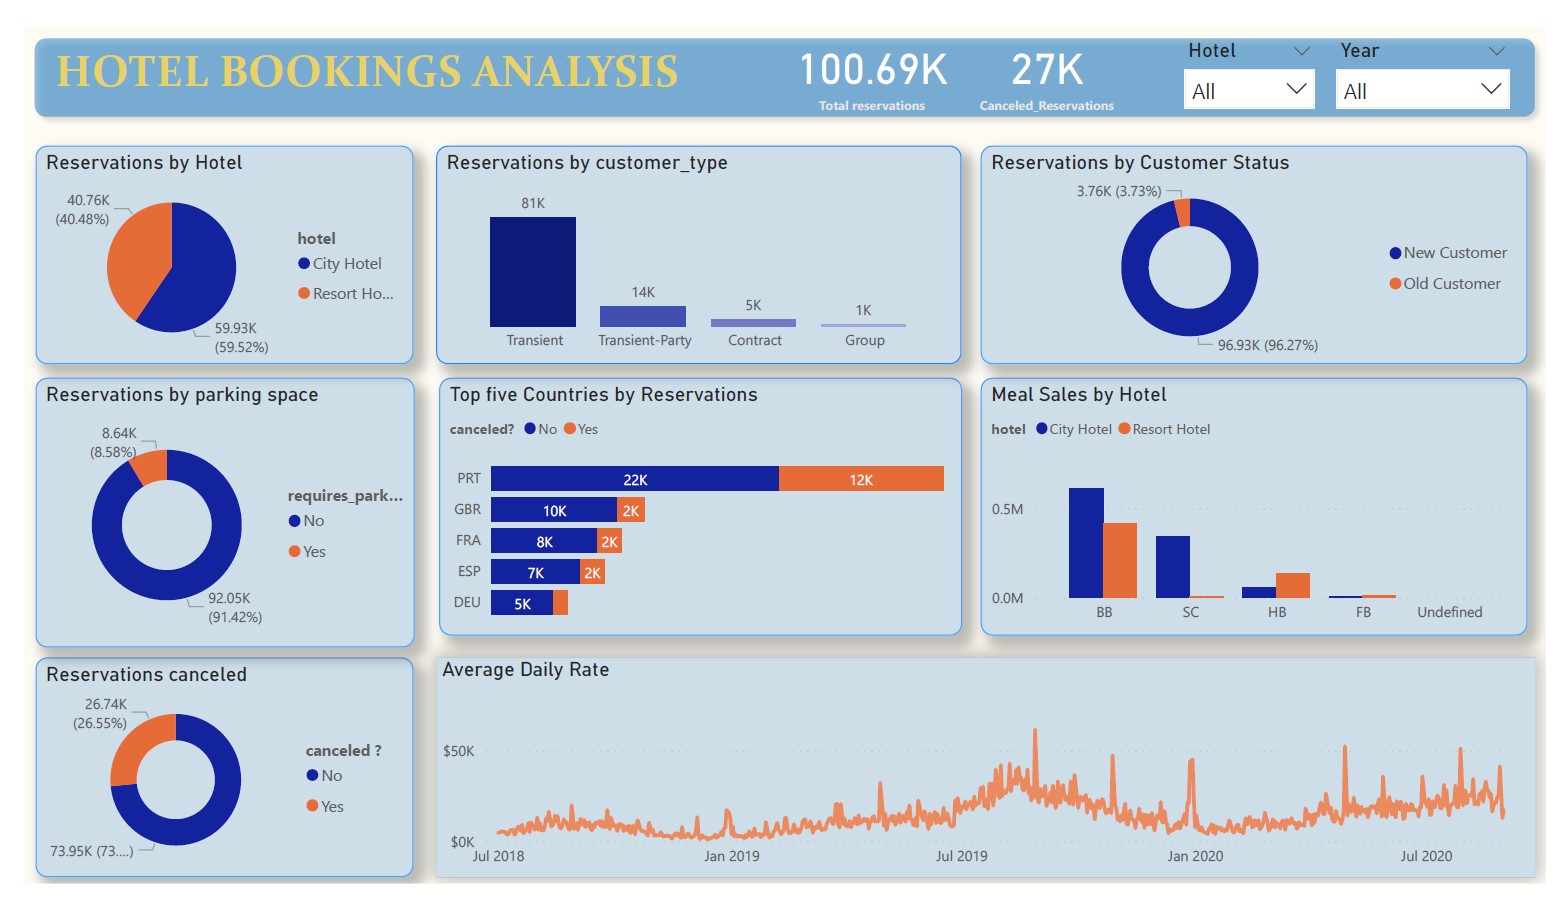 HOTEL BOOKINGS ANALYSIS
100.69K
Total reservations
27K
Canceled_Reservations
Hotel
All
Year
All
Reservations by Hotel
40.76K
(40.48%)
hotel
City Hotel
Resort Ho...
59.93K
(59.52%)
Reservations by customer_type
81K
14K
5K
1K
Transient
Transient-Party
Contract
Group
Reservations by Customer Status
3.76K (3.73%)
New Customer
Old Customer
96.93K (96.27%)
Reservations by parking space
8.64K
(8.58%)
requires_park...
No
Yes
92.05K
(91.42%)
Top five Countries by Reservations
canceled? No Yes
PRT 22K 12K
GBR 10K 2K
FRA 8K 2K
ESP 7K 2K
DEU 5K
Meal Sales by Hotel
hotel City Hotel Resort Hotel
0.5M
0.0M
BB SC HB FB Undefined
Reservations canceled
26.74K
(26.55%)
canceled ?
No
Yes
73.95K (73....)
Average Daily Rate
$50K
$0K
Jul 2018 Jan 2019 Jul 2019 Jan 2020 Jul 2020